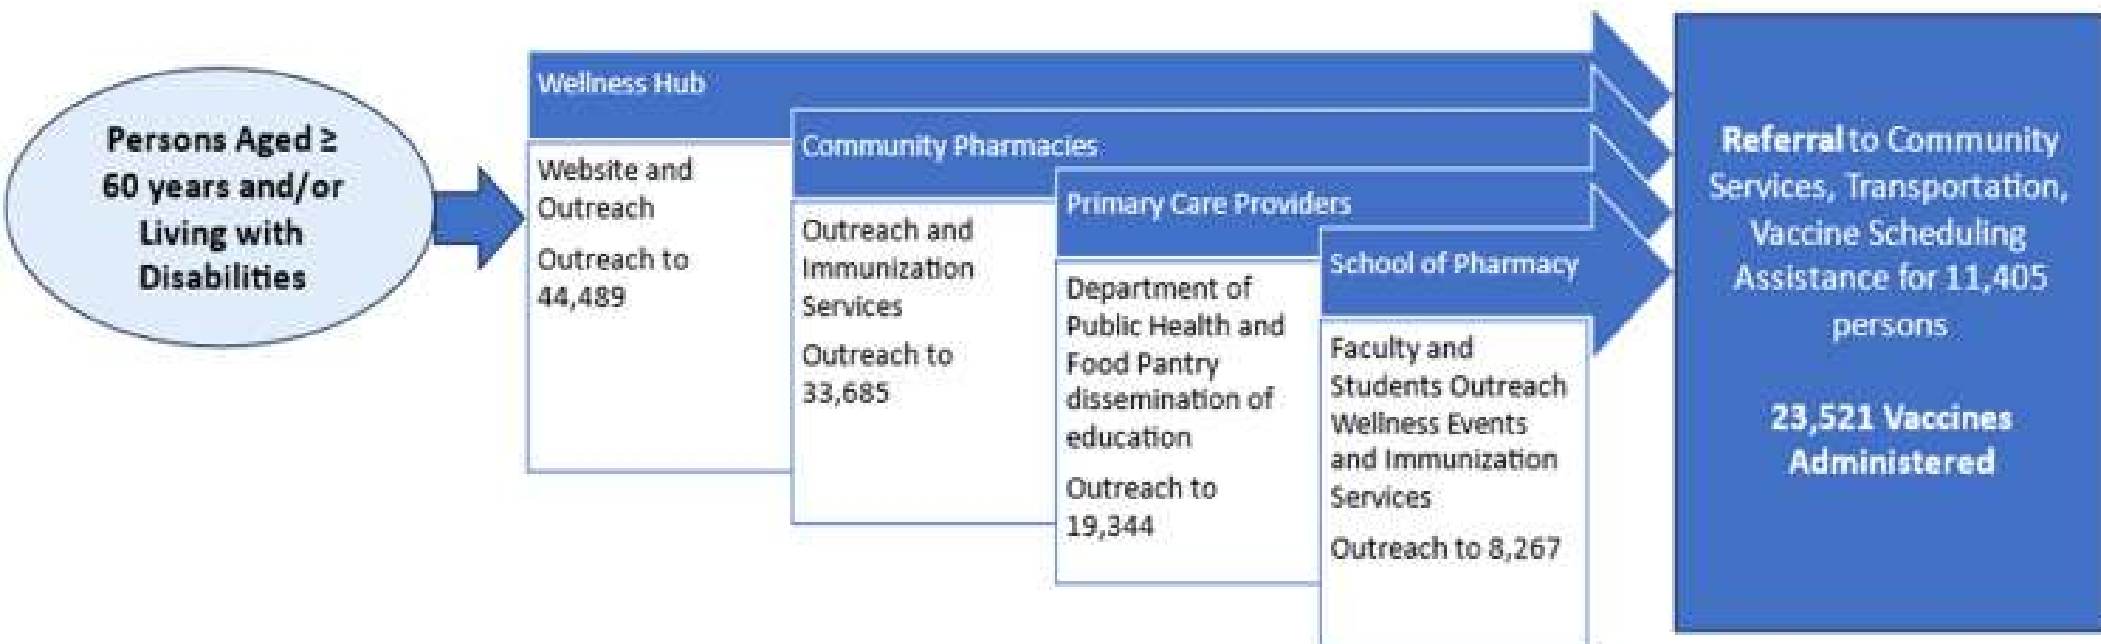 Persons Aged ≥
60 years and/or
Living with
Disabilities
Wellness Hub
Website and
Outreach
Outreach to
44,489
Community Pharmacies
Outreach and
Immunization
Services
Outreach to
33,685
Primary Care Providers
Department of
Public Health and
Food Pantry
dissemination of
education
Outreach to
19,344
School of Pharmacy
Faculty and
Students Outreach
Wellness Events
and Immunization
Services
Outreach to 8,267
Referral to Community
Services, Transportation,
Vaccine Scheduling
Assistance for 11,405
persons
23,521 Vaccines
Administered